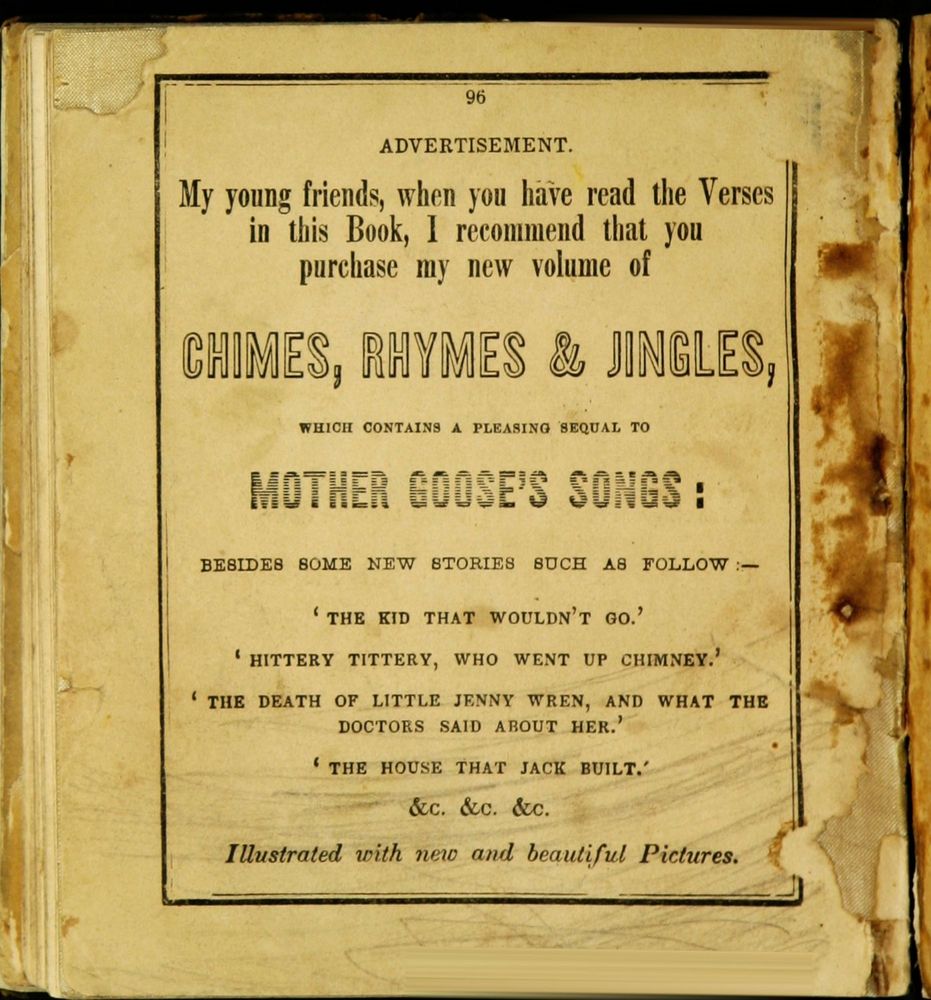 96
ADVERTISEMENT.
My young friends, when you have read the Verses
in this Book, I recommend that you
purchase my new volume of
CHIMES, RHYMES & JINGLES,
WHICH CONTAINS A PLEASING SEQUAL TO
MOTHER GOOSE'S SONGS:
BESIDES SOME NEW STORIES SUCH AS FOLLOW:—
‘THE KID THAT WOULDN'T GO.’
‘HITTERY TITTERY, WHO WENT UP CHIMNEY.’
‘THE DEATH OF LITTLE JENNY WREN, AND WHAT THE
DOCTORS SAID ABOUT HER.’
‘THE HOUSE THAT JACK BUILT.’
&c. &c. &c.
Illustrated with new and beautiful Pictures.